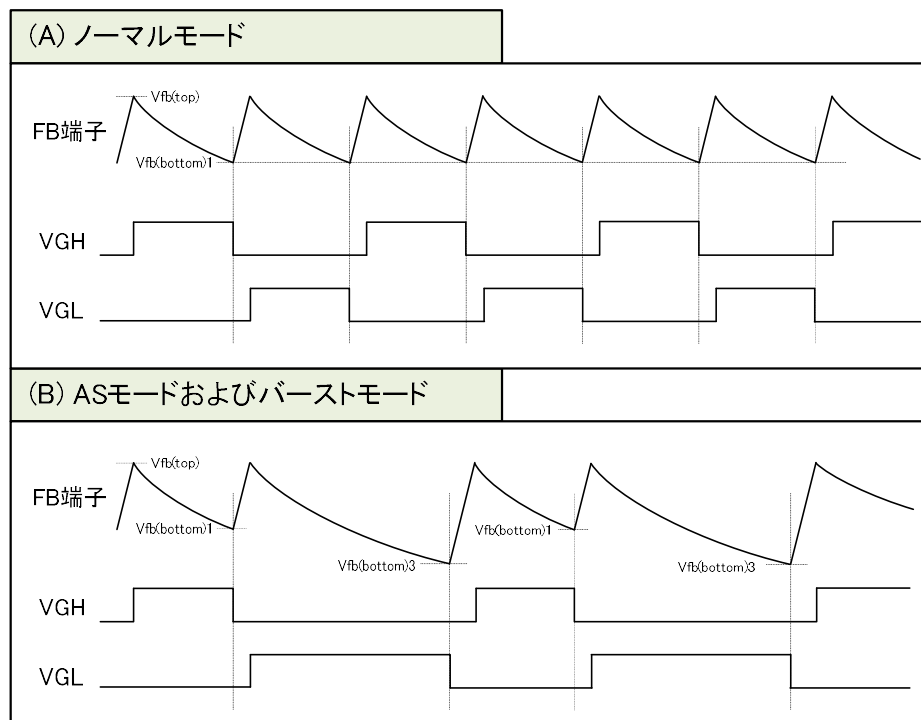 (A) ノーマルモード
Vfb(top)
FB端子
Vfb(bottom)1
VGH
VGL
(B) ASモードおよびバーストモード
Vfb(top)
FB端子
Vfb(bottom)1
Vfb(bottom)1
Vfb(bottom)3
Vfb(bottom)3
VGH
VGL